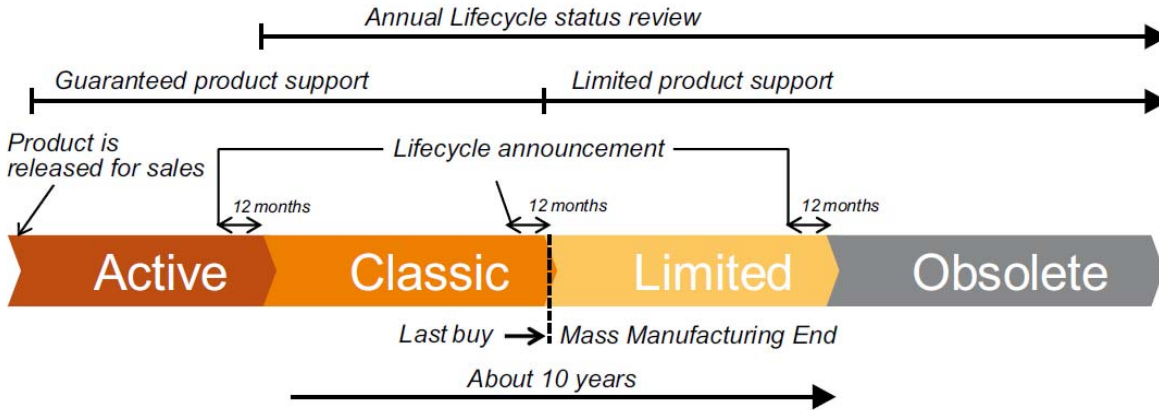 Annual Lifecycle status review
Guaranteed product support
Limited product support
Product is
released for sales
Lifecycle announcement
12 months
12 months
12 months
Active
Classic
Limited
Obsolete
Last buy
Mass Manufacturing End
About 10 years